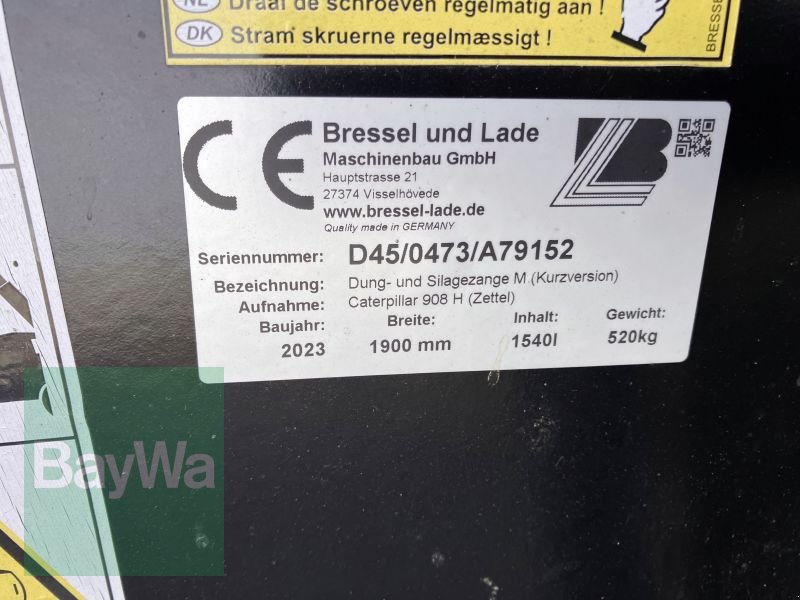 NL Draai de schroeven regelmatig aan !
DK Stram skruerne regelmæssigt !
BRESSE
CE
Bressel und Lade
Maschinenbau GmbH
Hauptstrasse 21
27374 Visselhövede
www.bressel-lade.de
Quality made in GERMANY
Seriennummer: D45/0473/A79152
Bezeichnung: Dung- und Silagezange M (Kurzversion)
Aufnahme: Caterpillar 908 H (Zettel)
Baujahr: Breite: Inhalt: Gewicht:
2023 1900 mm 1540l 520kg
BayWa